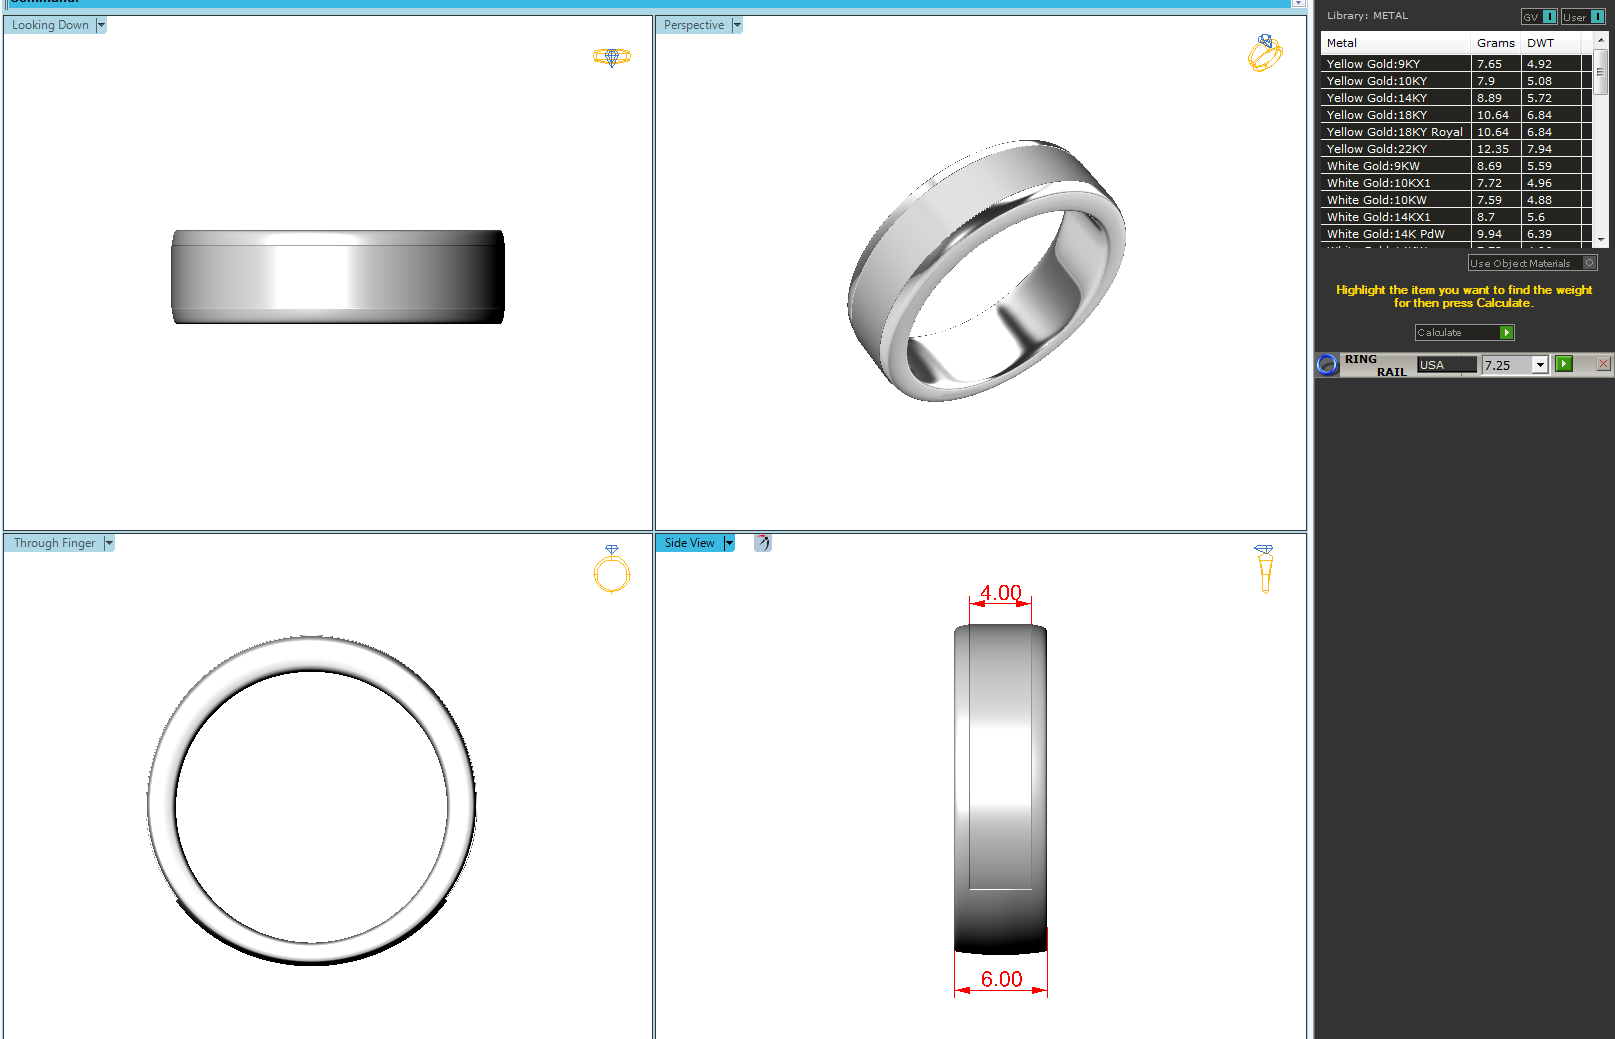 Command:
Looking Down
Perspective
Through Finger
Side View
4.00
6.00
Library: METAL
GV I User I
Metal Grams DWT
Yellow Gold:9KY 7.65 4.92
Yellow Gold:10KY 7.9 5.08
Yellow Gold:14KY 8.89 5.72
Yellow Gold:18KY 10.64 6.84
Yellow Gold:18KY Royal 10.64 6.84
Yellow Gold:22KY 12.35 7.94
White Gold:9KW 8.69 5.59
White Gold:10KX1 7.72 4.96
White Gold:10KW 7.59 4.88
White Gold:14KX1 8.7 5.6
White Gold:14K PdW 9.94 6.39
Use Object Materials
Highlight the item you want to find the weight
for then press Calculate.
Calculate
RING
RAIL USA 7.25